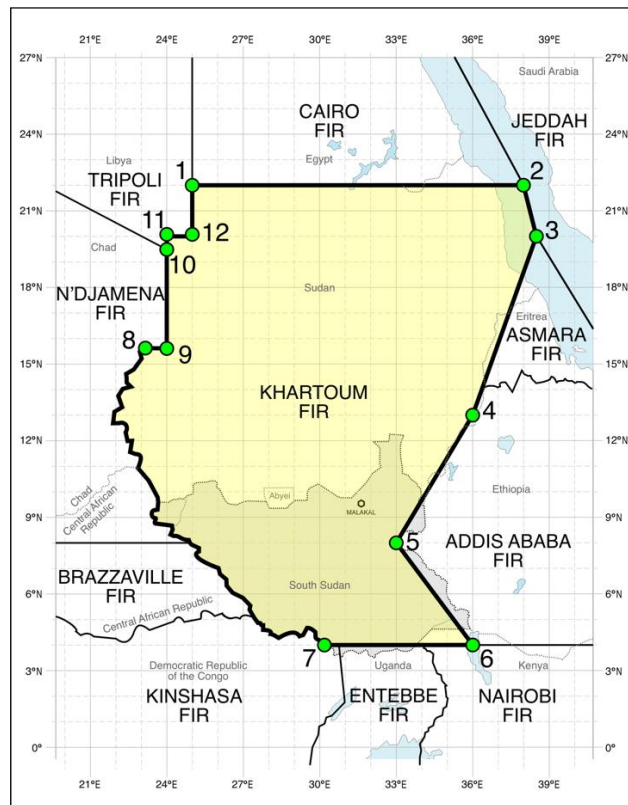 21°E 24°E 27°E 30°E 33°E 36°E 39°E
27°N 27°N
Saudi Arabia
CAIRO
FIR
JEDDAH
FIR
24°N 24°N
Libya
Egypt
TRIPOLI
FIR
1
2
21°N 21°N
11
12
3
Chad
10
18°N 18°N
Sudan
N'DJAMENA
FIR
Eritrea
ASMARA
FIR
8
9
15°N 15°N
KHARTOUM
FIR
4
12°N 12°N
Chad
Central African
Republic
Abyei
MALAKAL
Ethiopia
9°N 9°N
5
ADDIS ABABA
FIR
BRAZZAVILLE
FIR
South Sudan
6°N 6°N
Central African Republic
7
6
3°N 3°N
Democratic Republic
of the Congo
Uganda
Kenya
KINSHASA
FIR
ENTEBBE
FIR
NAIROBI
FIR
0° 0°
21°E 24°E 27°E 30°E 33°E 36°E 39°E